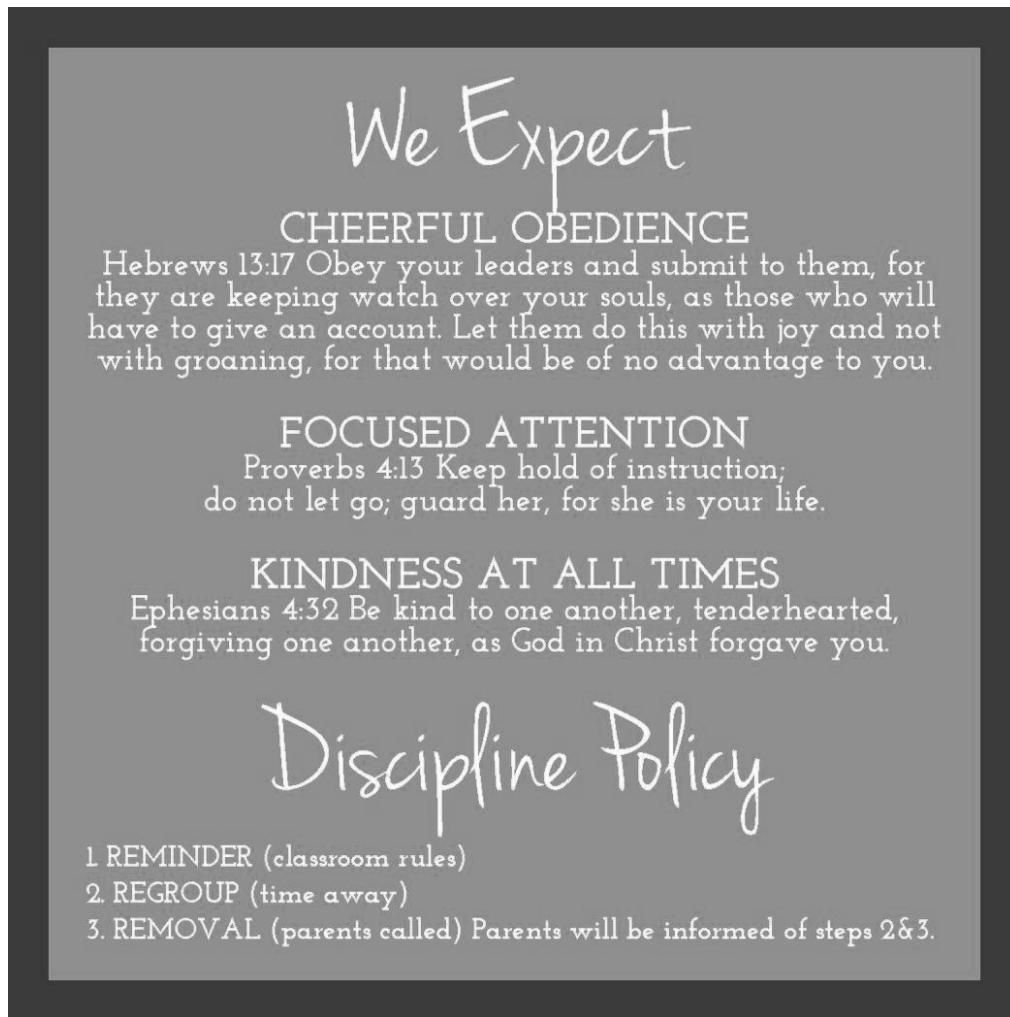 We Expect
CHEERFUL OBEDIENCE
Hebrews 13:17 Obey your leaders and submit to them, for
they are keeping watch over your souls, as those who will
have to give an account. Let them do this with joy and not
with groaning, for that would be of no advantage to you.
FOCUSED ATTENTION
Proverbs 4:13 Keep hold of instruction;
do not let go; guard her, for she is your life.
KINDNESS AT ALL TIMES
Ephesians 4:32 Be kind to one another, tenderhearted,
forgiving one another, as God in Christ forgave you.
Discipline Policy
1. REMINDER (classroom rules)
2. REGROUP (time away)
3. REMOVAL (parents called) Parents will be informed of steps 2&3.